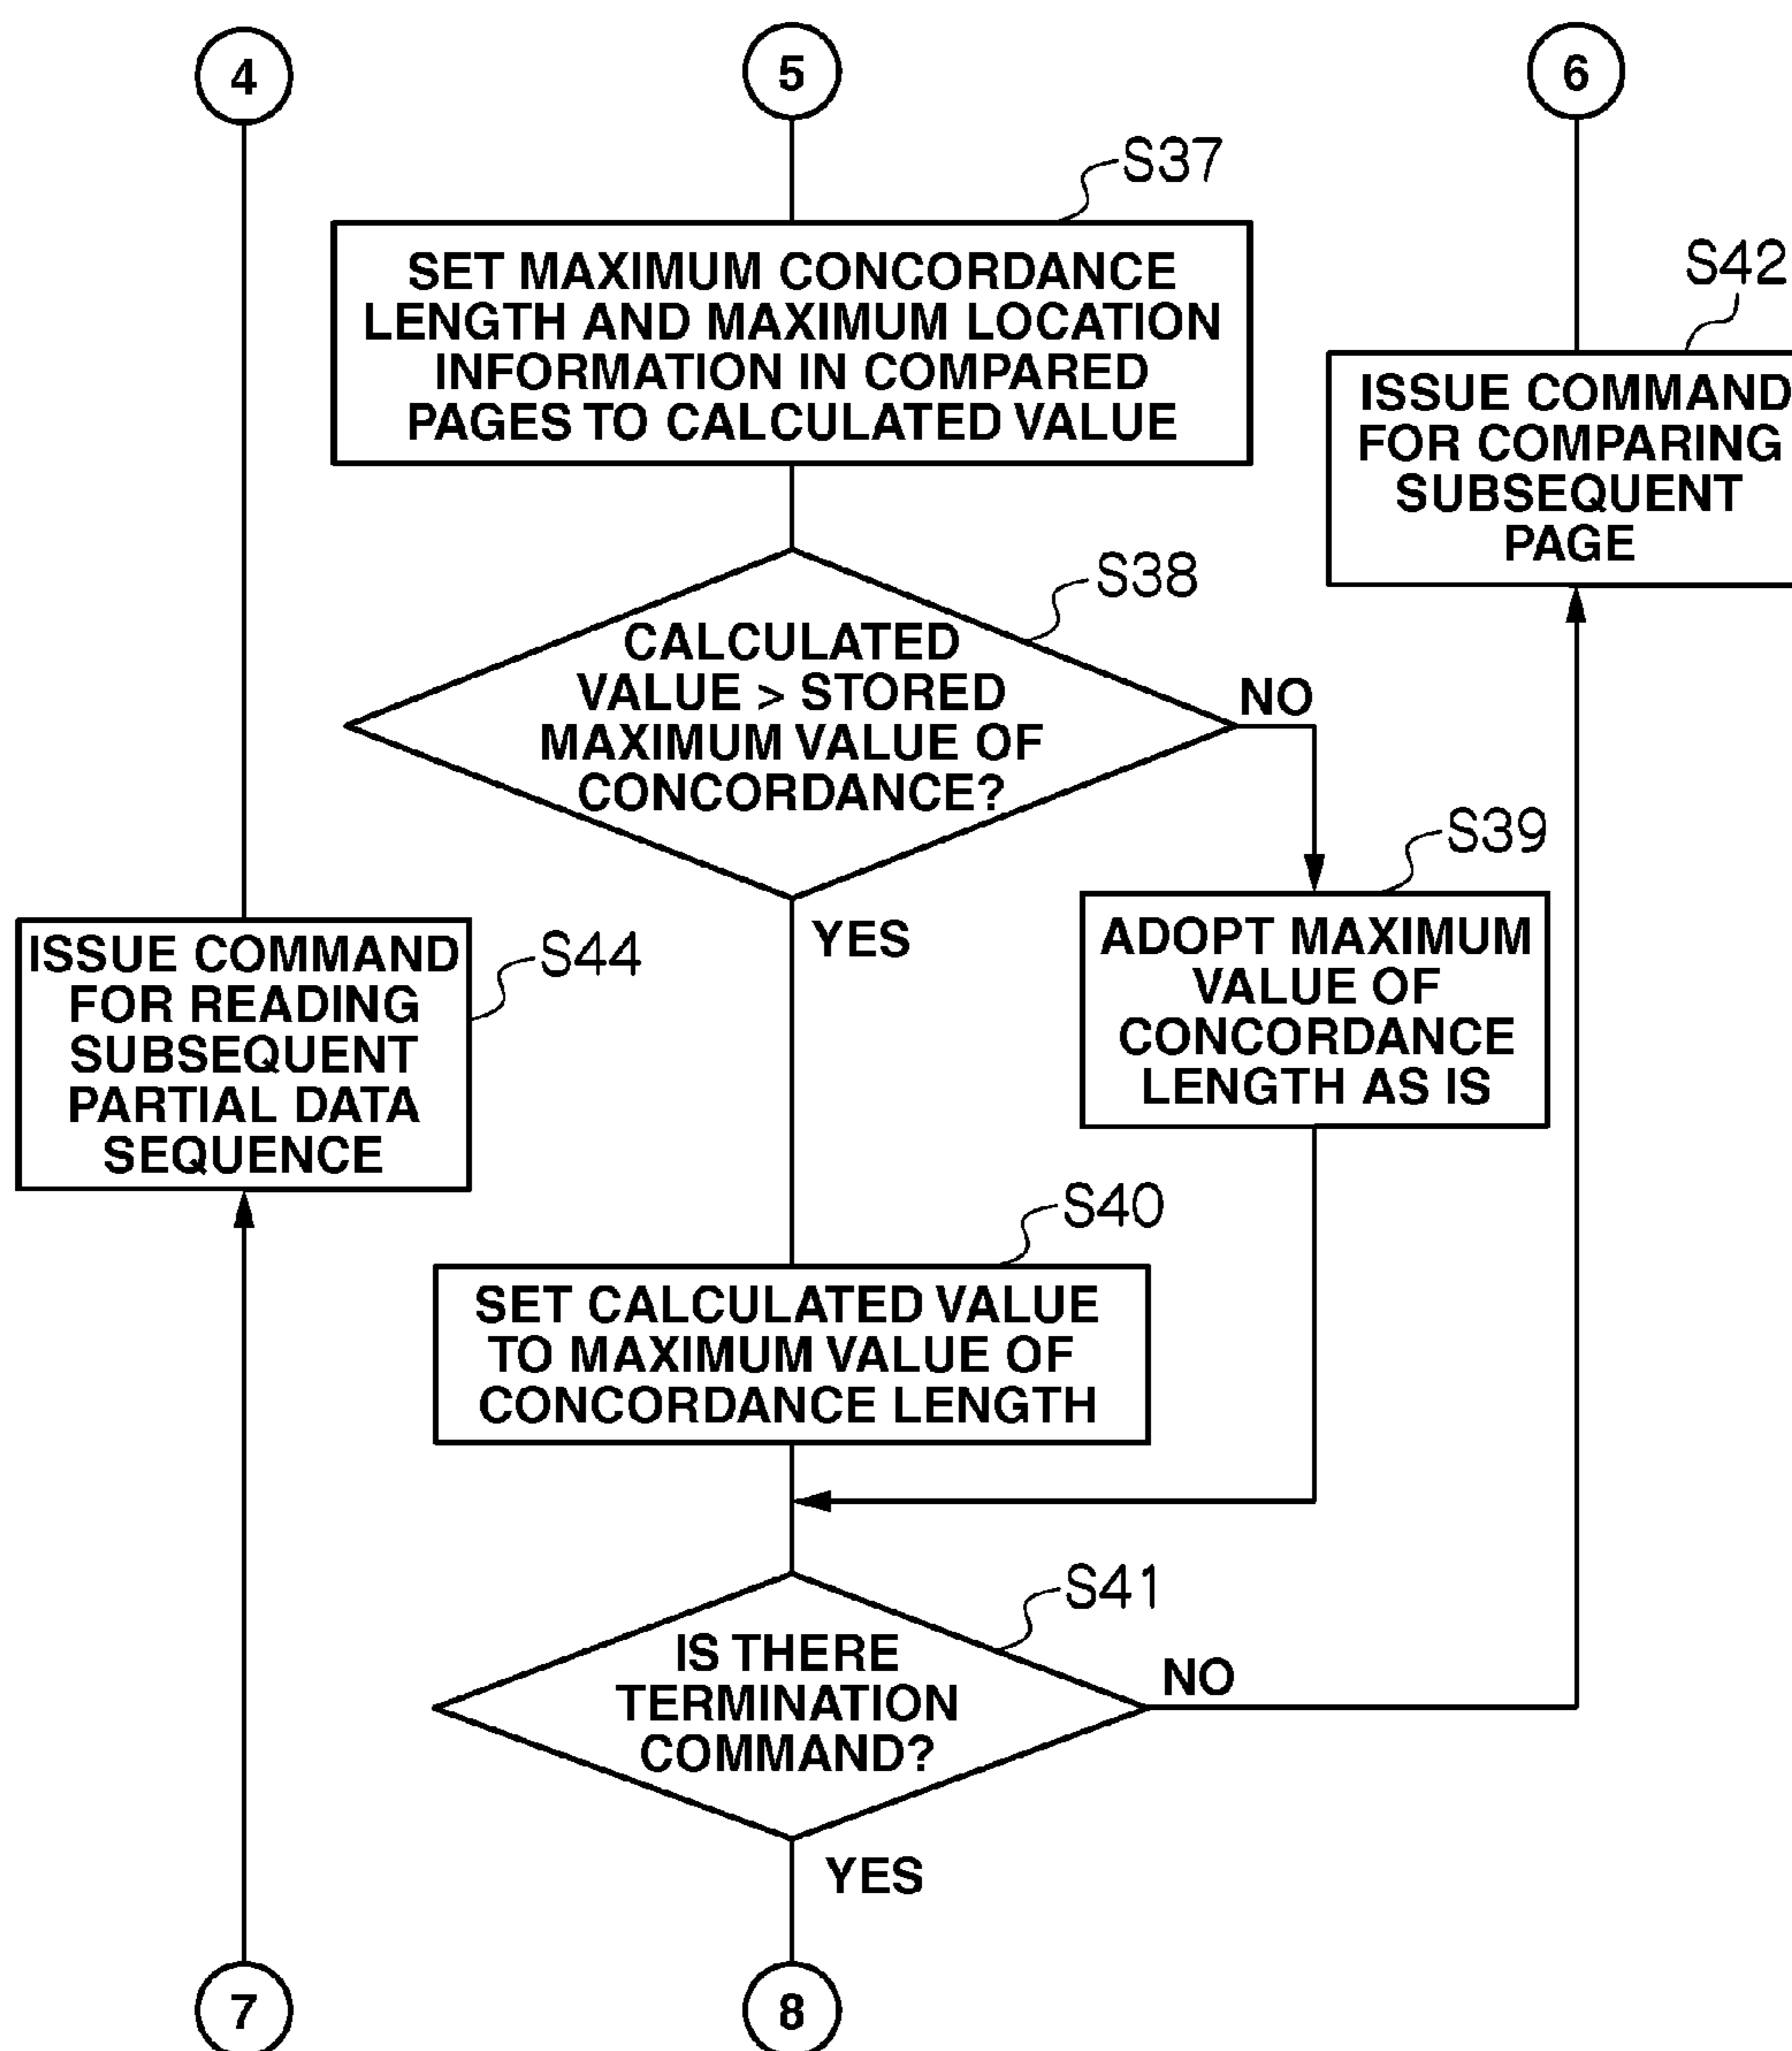 4
5
6
S37
SET MAXIMUM CONCORDANCE
LENGTH AND MAXIMUM LOCATION
INFORMATION IN COMPARED
PAGES TO CALCULATED VALUE
S42
ISSUE COMMAND
FOR COMPARING
SUBSEQUENT
PAGE
S38
CALCULATED
VALUE > STORED
MAXIMUM VALUE OF
CONCORDANCE?
NO
YES
S39
ADOPT MAXIMUM
VALUE OF
CONCORDANCE
LENGTH AS IS
S44
ISSUE COMMAND
FOR READING
SUBSEQUENT
PARTIAL DATA
SEQUENCE
S40
SET CALCULATED VALUE
TO MAXIMUM VALUE OF
CONCORDANCE LENGTH
S41
IS THERE
TERMINATION
COMMAND?
NO
YES
7
8